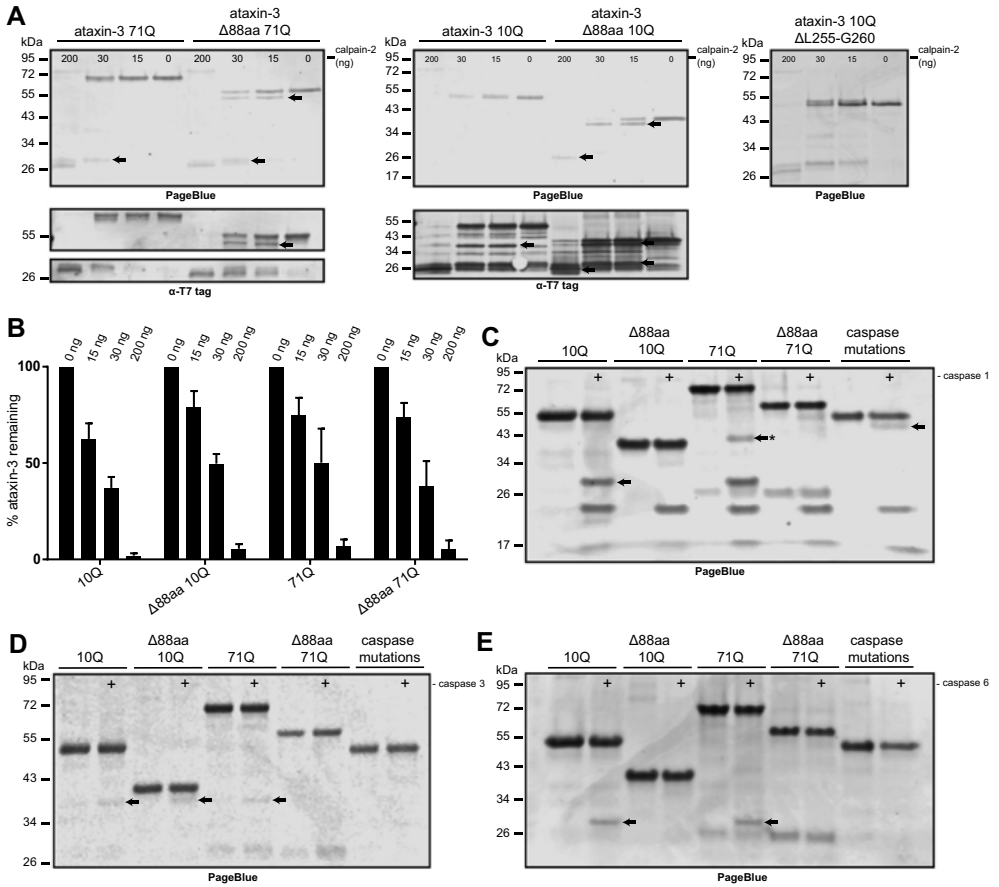 A
ataxin-3 71Q
ataxin-3
Δ88aa 71Q
kDa
200 30 15 0 200 30 15 0
calpain-2
(ng)
95
72
55
43
34
26
PageBlue
55
26
α-T7 tag
ataxin-3 10Q
ataxin-3
Δ88aa 10Q
kDa
200 30 15 0 200 30 15 0
calpain-2
(ng)
95
72
55
43
34
26
17
PageBlue
55
43
34
26
α-T7 tag
ataxin-3 10Q
ΔL255-G260
kDa
200 30 15 0
calpain-2
(ng)
95
72
55
43
34
26
PageBlue
B
0 ng 15 ng 30 ng 200 ng 0 ng 15 ng 30 ng 200 ng 0 ng 15 ng 30 ng 200 ng 0 ng 15 ng 30 ng 200 ng
% ataxin-3 remaining
100
50
0
10Q Δ88aa 10Q 71Q Δ88aa 71Q
C
10Q
Δ88aa
10Q
71Q
Δ88aa
71Q
caspase
mutations
kDa
+ + + + +
- caspase 1
95
72
55
43
34
26
17
*
PageBlue
D
10Q
Δ88aa
10Q
71Q
Δ88aa
71Q
caspase
mutations
kDa
+ + + + +
- caspase 3
95
72
55
43
34
26
PageBlue
E
10Q
Δ88aa
10Q
71Q
Δ88aa
71Q
caspase
mutations
kDa
+ + + + +
- caspase 6
95
72
55
43
34
26
PageBlue